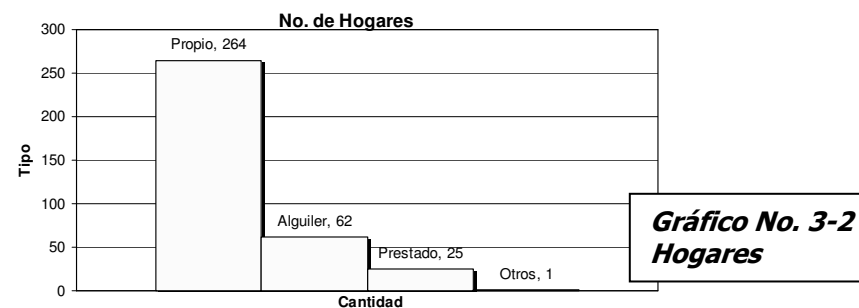 No. de Hogares
300
250
200
150
100
50
0
Tipo
Propio, 264
Alguiler, 62
Prestado, 25
Otros, 1
Cantidad
Gráfico No. 3-2
Hogares